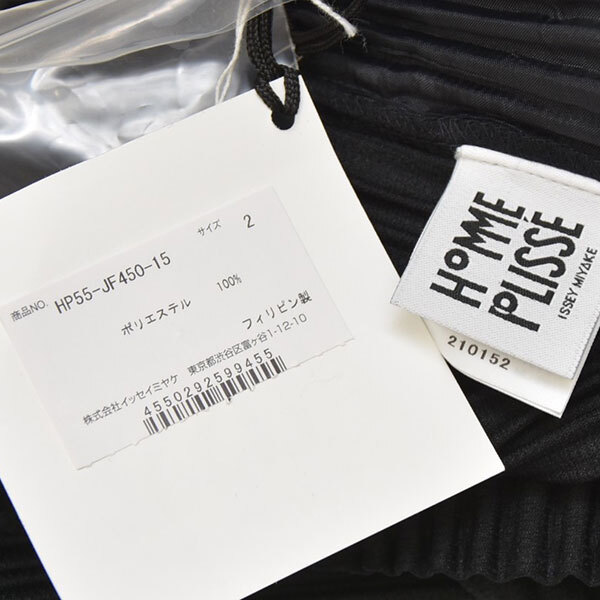 商品NO. HP55-JF450-15 サイズ 2
ポリエステル 100%
フィリピン製
株式会社イッセイミヤケ 東京都渋谷区富ヶ谷1-12-10
4550292599455
HOMME
PLISSÉ
ISSEY MIYAKE
210152